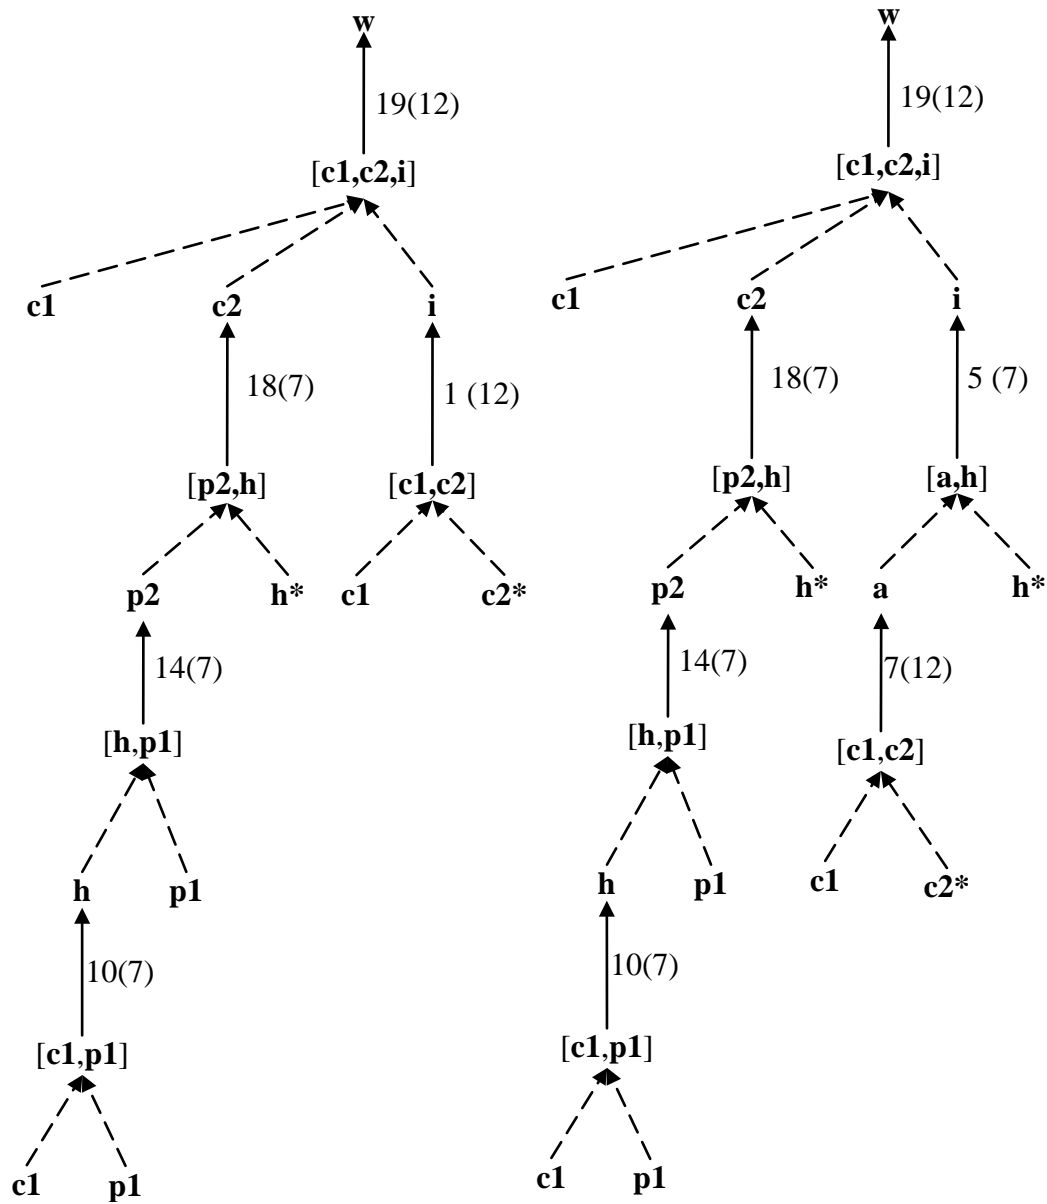 w w
19(12) 19(12)
[c1,c2,i] [c1,c2,i]
c1 c2 i c1 c2 i
18(7) 1 (12) 18(7) 5 (7)
[p2,h] [c1,c2] [p2,h] [a,h]
p2 h* c1 c2* p2 h* a h*
14(7) 14(7) 7(12)
[h,p1] [h,p1] [c1,c2]
h p1 h p1 c1 c2*
10(7) 10(7)
[c1,p1] [c1,p1]
c1 p1 c1 p1